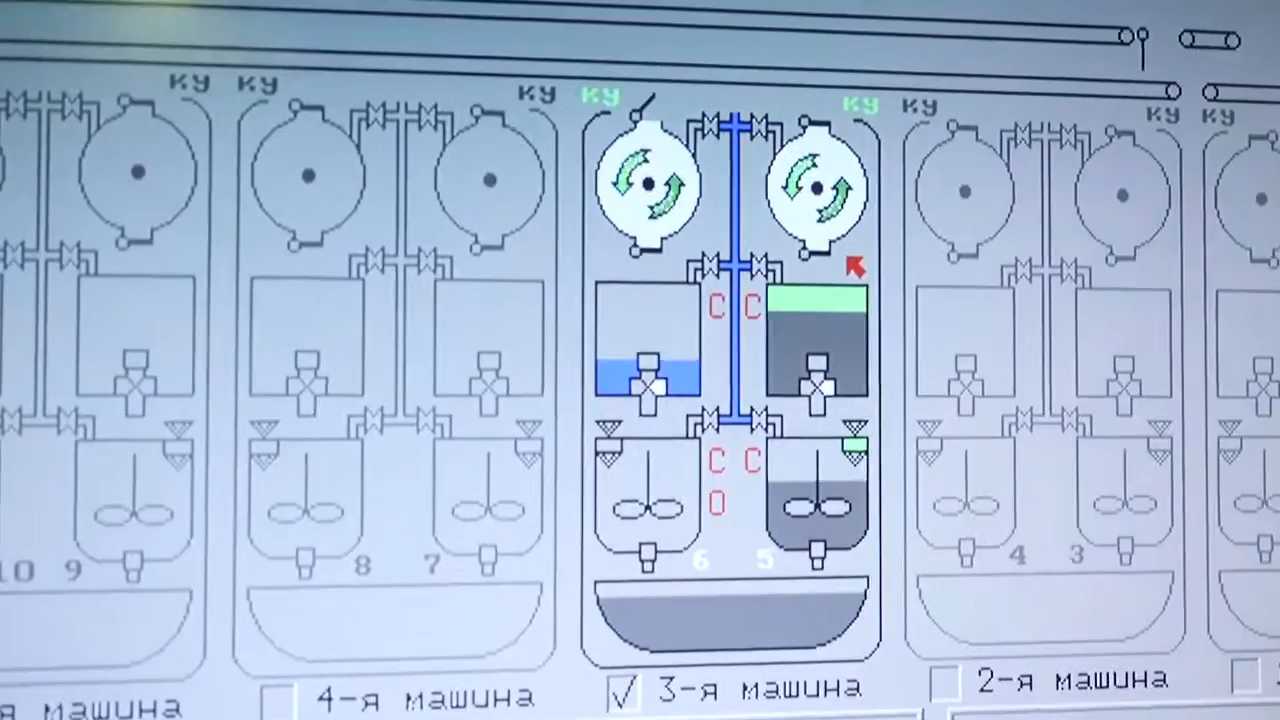 ку ку ку ку ку ку ку ку
С С
С С
О
10 9 8 7 6 5 4 3
я машина 4-я машина 3-я машина 2-я машина